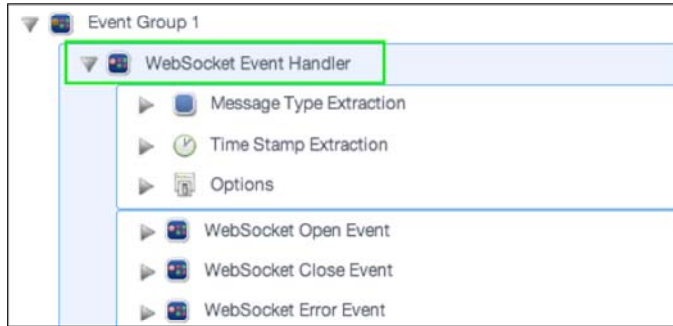 Event Group 1
WebSocket Event Handler
Message Type Extraction
Time Stamp Extraction
Options
WebSocket Open Event
WebSocket Close Event
WebSocket Error Event